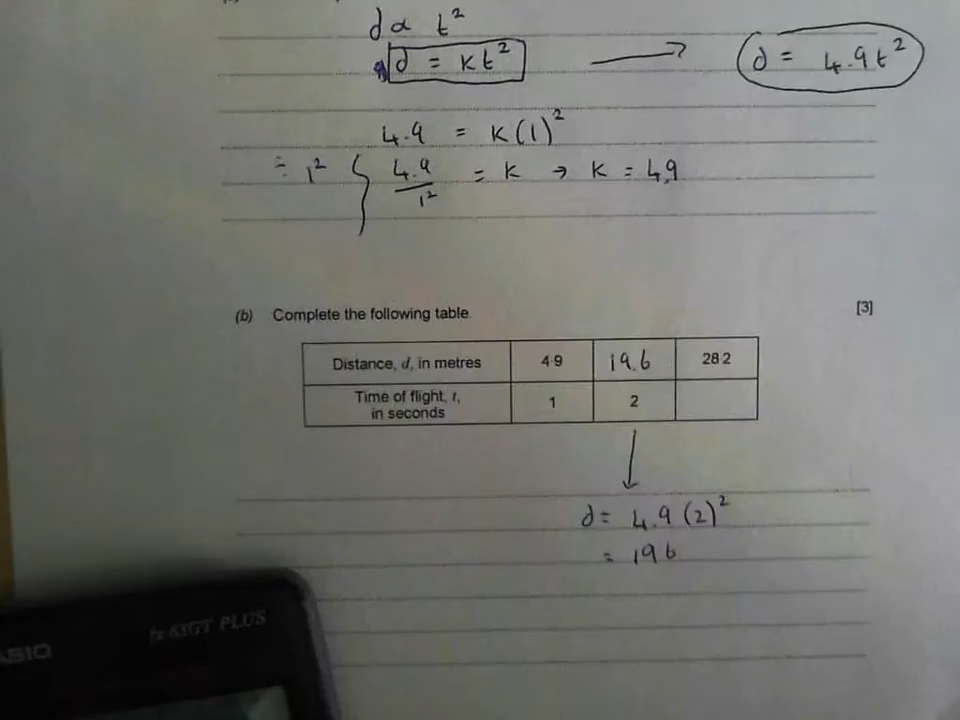 d ∝ t²
d = kt² → d = 4.9t²
4.9 = k(1)²
÷ 1² 4.9/1² = k → k = 4.9
(b) Complete the following table. [3]
Distance, d, in metres 4·9 19.6 28·2
Time of flight, t, in seconds 1 2
d = 4.9(2)²
= 19.6
CASIO fx-83GT PLUS